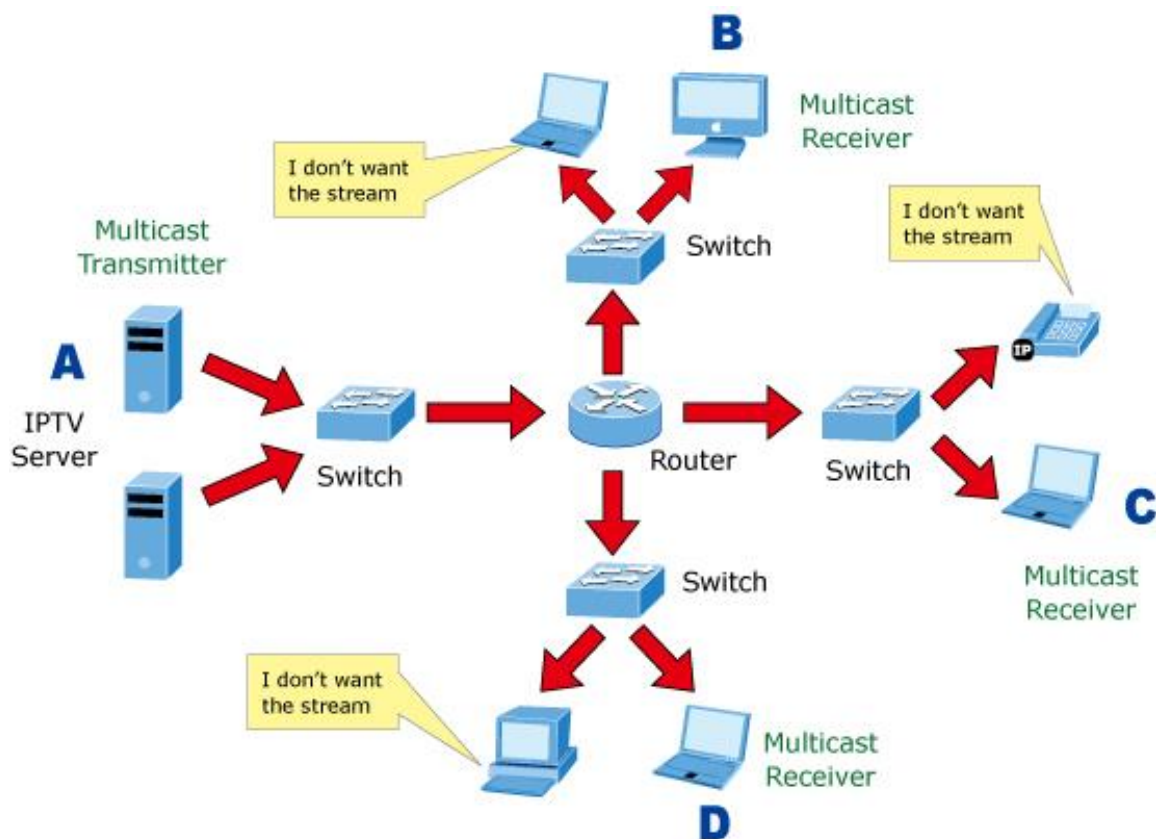 B
Multicast
Receiver
I don't want
the stream
Switch
I don't want
the stream
Multicast
Transmitter
A
IPTV
Server
Switch
Router
Switch
IP
C
Multicast
Receiver
Switch
I don't want
the stream
Multicast
Receiver
D